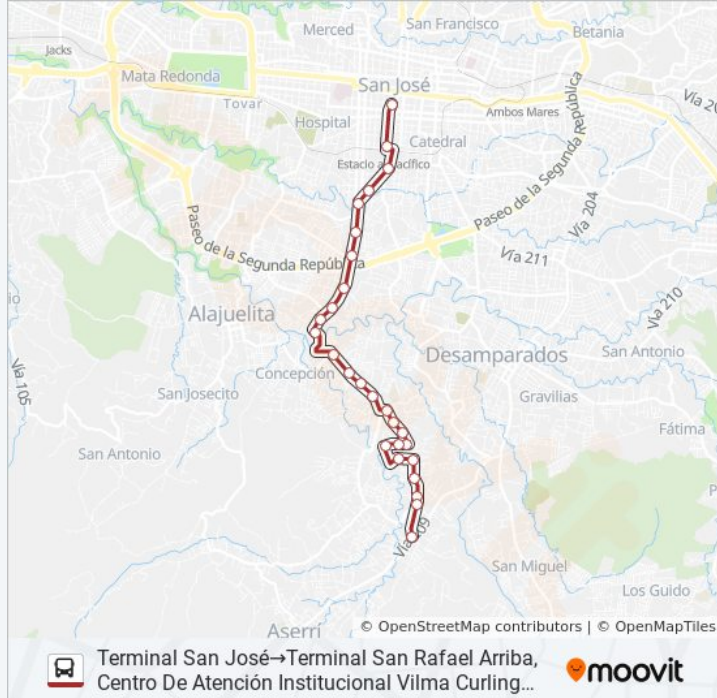 San Francisco
Merced
Betania
Jacks
Mata Redonda
San José
Tovar
Ambos Mares
Hospital
Catedral
Paseo de la Segunda República
Vía 204
Paseo de la Segunda República
Vía 211
Alajuelita
Vía 210
Desamparados
San Antonio
Concepción
Vía 105
San Josecito
Gravilias
Fátima
San Antonio
San Miguel
Los Guido
Aserrí
© OpenStreetMap contributors | © OpenMapTiles
Terminal San José→Terminal San Rafael Arriba,
Centro De Atención Institucional Vilma Curling...
moovit